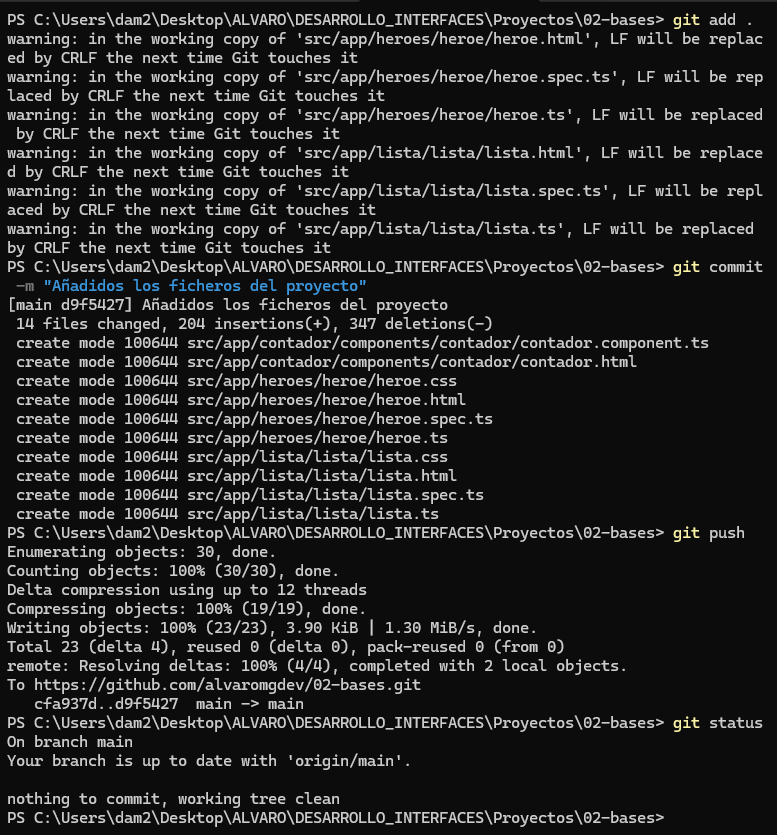 PS C:\Users\dam2\Desktop\ALVARO\DESARROLLO_INTERFACES\Proyectos\02-bases> git add .
warning: in the working copy of 'src/app/heroes/heroe/heroe.html', LF will be replac
ed by CRLF the next time Git touches it
warning: in the working copy of 'src/app/heroes/heroe/heroe.spec.ts', LF will be rep
laced by CRLF the next time Git touches it
warning: in the working copy of 'src/app/heroes/heroe/heroe.ts', LF will be replaced
 by CRLF the next time Git touches it
warning: in the working copy of 'src/app/lista/lista/lista.html', LF will be replace
d by CRLF the next time Git touches it
warning: in the working copy of 'src/app/lista/lista/lista.spec.ts', LF will be repl
aced by CRLF the next time Git touches it
warning: in the working copy of 'src/app/lista/lista/lista.ts', LF will be replaced
by CRLF the next time Git touches it
PS C:\Users\dam2\Desktop\ALVARO\DESARROLLO_INTERFACES\Proyectos\02-bases> git commit
 -m "Añadidos los ficheros del proyecto"
[main d9f5427] Añadidos los ficheros del proyecto
 14 files changed, 204 insertions(+), 347 deletions(-)
 create mode 100644 src/app/contador/components/contador/contador.component.ts
 create mode 100644 src/app/contador/components/contador/contador.html
 create mode 100644 src/app/heroes/heroe/heroe.css
 create mode 100644 src/app/heroes/heroe/heroe.html
 create mode 100644 src/app/heroes/heroe/heroe.spec.ts
 create mode 100644 src/app/heroes/heroe/heroe.ts
 create mode 100644 src/app/lista/lista/lista.css
 create mode 100644 src/app/lista/lista/lista.html
 create mode 100644 src/app/lista/lista/lista.spec.ts
 create mode 100644 src/app/lista/lista/lista.ts
PS C:\Users\dam2\Desktop\ALVARO\DESARROLLO_INTERFACES\Proyectos\02-bases> git push
Enumerating objects: 30, done.
Counting objects: 100% (30/30), done.
Delta compression using up to 12 threads
Compressing objects: 100% (19/19), done.
Writing objects: 100% (23/23), 3.90 KiB | 1.30 MiB/s, done.
Total 23 (delta 4), reused 0 (delta 0), pack-reused 0 (from 0)
remote: Resolving deltas: 100% (4/4), completed with 2 local objects.
To https://github.com/alvaromgdev/02-bases.git
   cfa937d..d9f5427  main -> main
PS C:\Users\dam2\Desktop\ALVARO\DESARROLLO_INTERFACES\Proyectos\02-bases> git status
On branch main
Your branch is up to date with 'origin/main'.

nothing to commit, working tree clean
PS C:\Users\dam2\Desktop\ALVARO\DESARROLLO_INTERFACES\Proyectos\02-bases>